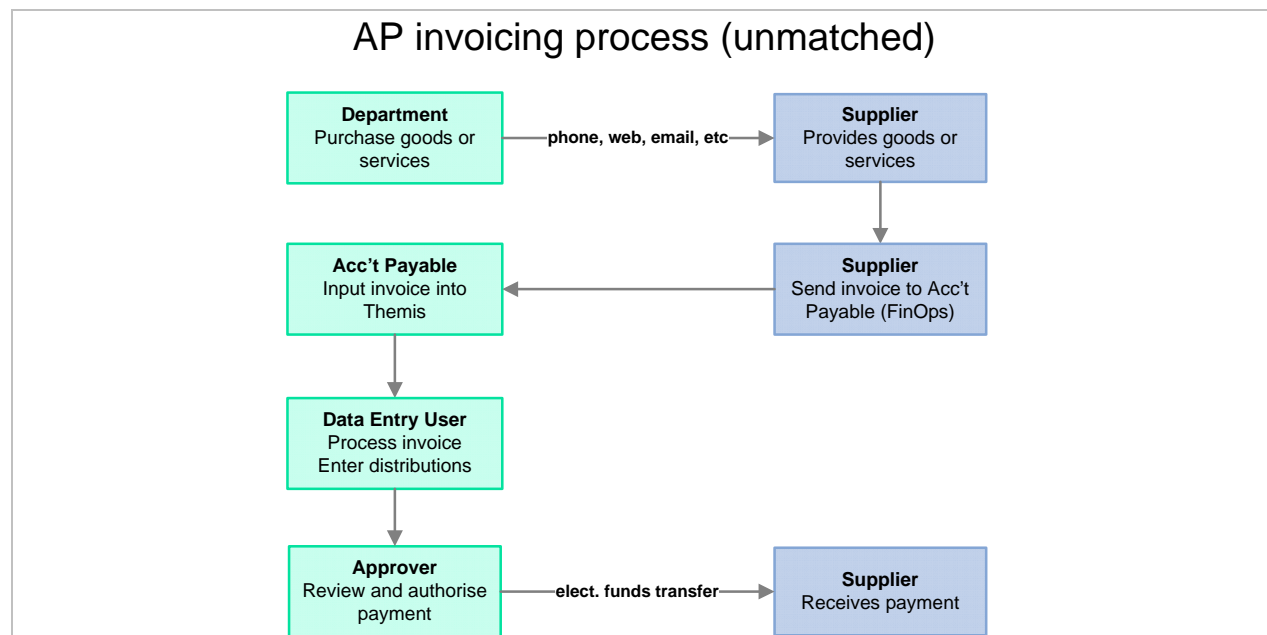 AP invoicing process (unmatched)
Department
Purchase goods or
services
phone, web, email, etc
Supplier
Provides goods or
services
Supplier
Send invoice to Acc’t
Payable (FinOps)
Acc’t Payable
Input invoice into
Themis
Data Entry User
Process invoice
Enter distributions
Approver
Review and authorise
payment
elect. funds transfer
Supplier
Receives payment